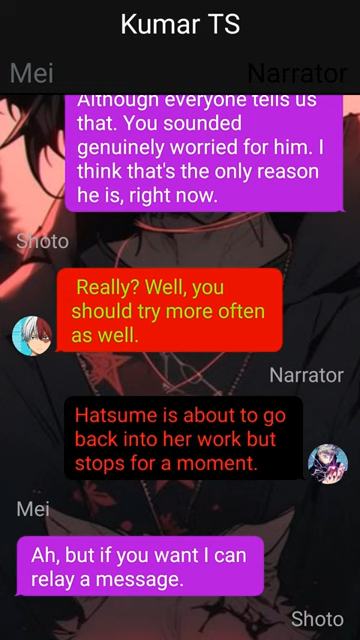 Kumar TS
Mei
Narrator
Although everyone tells us
that. You sounded
genuinely worried for him. I
think that's the only reason
he is, right now.
Shoto
Really? Well, you
should try more often
as well.
Narrator
Hatsume is about to go
back into her work but
stops for a moment.
Mei
Ah, but if you want I can
relay a message.
Shoto